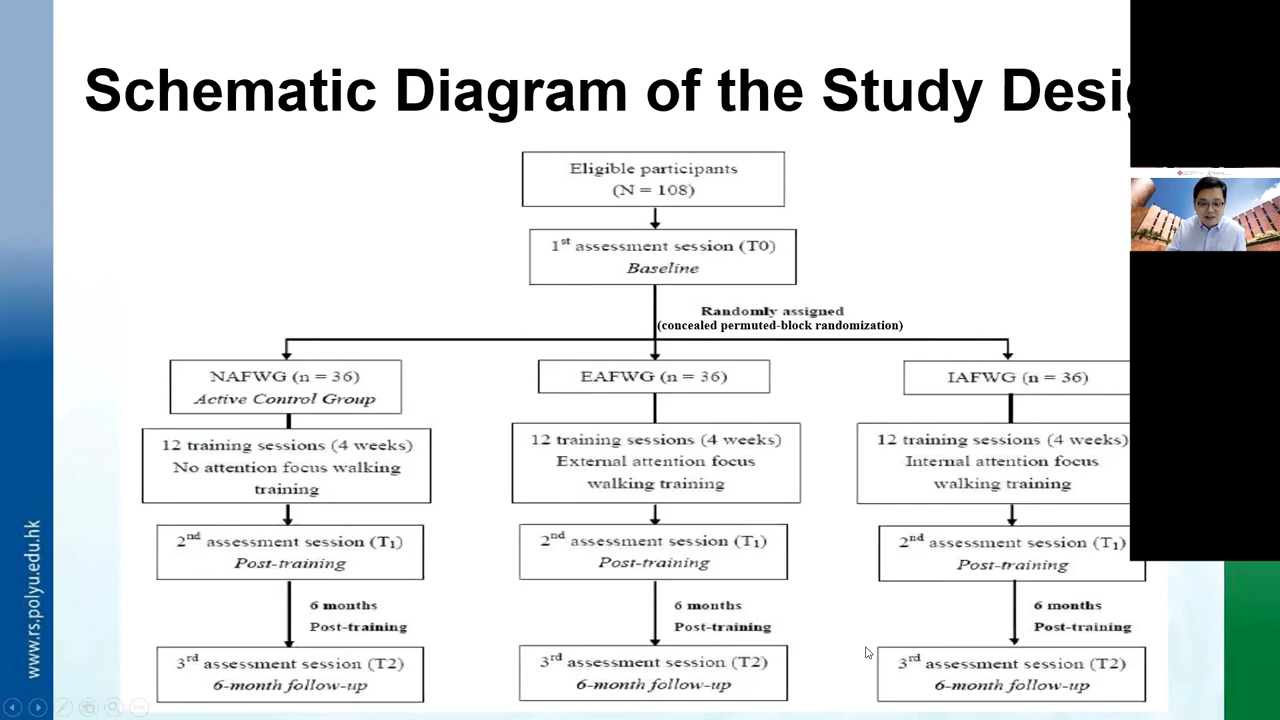 Schematic Diagram of the Study Desig
Eligible participants
(N = 108)
1st assessment session (T0)
Baseline
Randomly assigned
(concealed permuted-block randomization)
NAFWG (n = 36)
Active Control Group
EAFWG (n = 36)
IAFWG (n = 36)
12 training sessions (4 weeks)
No attention focus walking
training
12 training sessions (4 weeks)
External attention focus
walking training
12 training sessions (4 weeks)
Internal attention focus
walking training
2nd assessment session (T1)
Post-training
2nd assessment session (T1)
Post-training
2nd assessment session (T1)
Post-training
6 months
Post-training
6 months
Post-training
6 months
Post-training
3rd assessment session (T2)
6-month follow-up
3rd assessment session (T2)
6-month follow-up
3rd assessment session (T2)
6-month follow-up
www.rs.polyu.edu.hk